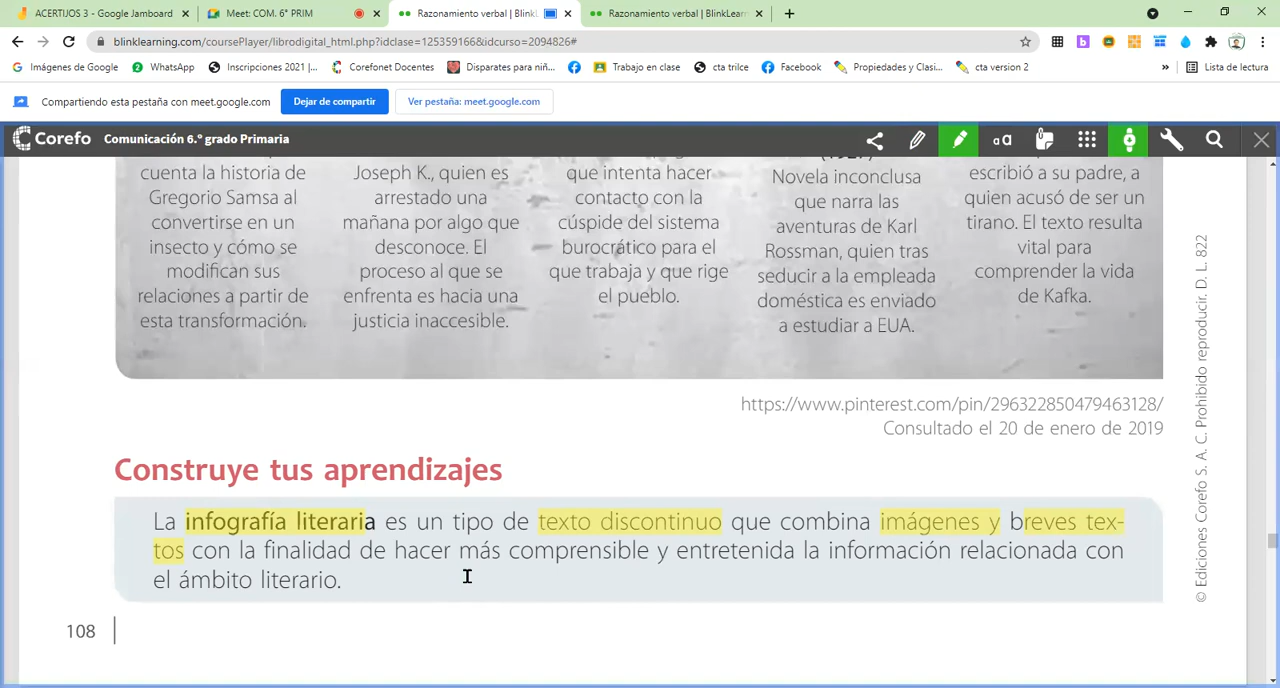 ACERTIJOS 3 - Google Jamboard
Meet: COM. 6° PRIM
Razonamiento verbal | Blink
Razonamiento verbal | BlinkLear
blinklearning.com/coursePlayer/librodigital_html.php?idclase=125359166&idcurso=2094826#
Imágenes de Google
WhatsApp
Inscripciones 2021 |...
Corefonet Docentes
Disparates para niñ...
Trabajo en clase
cta trilce
Facebook
Propiedades y Clasi...
cta version 2
»
Lista de lectura
Compartiendo esta pestaña con meet.google.com
Dejar de compartir
Ver pestaña: meet.google.com
Corefo
Comunicación 6.º grado Primaria
aa
cuenta la historia de
Gregorio Samsa al
convertirse en un
insecto y cómo se
modifican sus
relaciones a partir de
esta transformación.
Joseph K., quien es
arrestado una
mañana por algo que
desconoce. El
proceso al que se
enfrenta es hacia una
justicia inaccesible.
que intenta hacer
contacto con la
cúspide del sistema
burocrático para el
que trabaja y que rige
el pueblo.
(1927)
Novela inconclusa
que narra las
aventuras de Karl
Rossman, quien tras
seducir a la empleada
doméstica es enviado
a estudiar a EUA.
escribió a su padre, a
quien acusó de ser un
tirano. El texto resulta
vital para
comprender la vida
de Kafka.
https://www.pinterest.com/pin/296322850479463128/
Consultado el 20 de enero de 2019
© Ediciones Corefo S. A. C. Prohibido reproducir. D. L. 822
Construye tus aprendizajes
La infografía literaria es un tipo de texto discontinuo que combina imágenes y breves tex-
tos con la finalidad de hacer más comprensible y entretenida la información relacionada con
el ámbito literario.
108